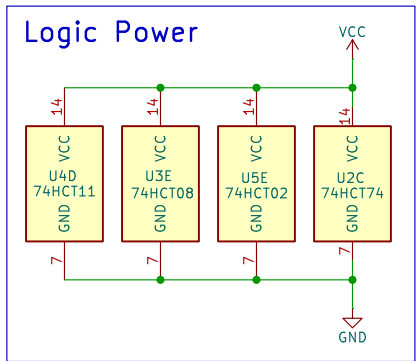 Logic Power
VCC
14 14 14 14
VCC VCC VCC VCC
U4D U3E U5E U2C
74HCT11 74HCT08 74HCT02 74HCT74
GND GND GND GND
7 7 7 7
GND